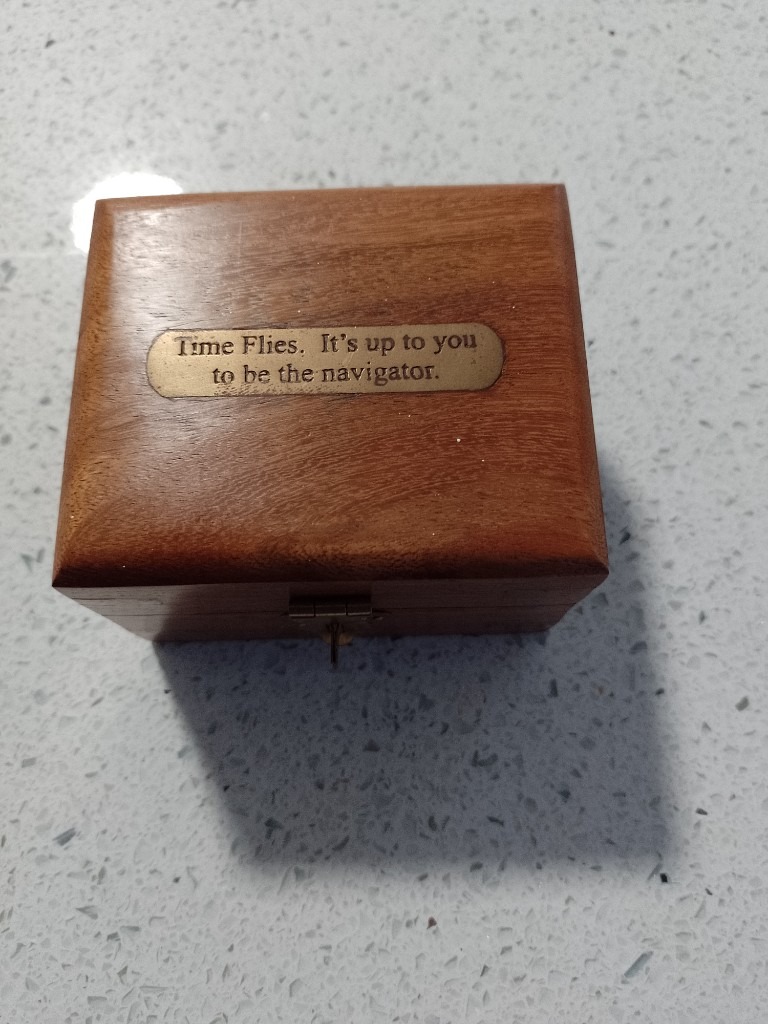 Time Flies. It's up to you
to be the navigator.